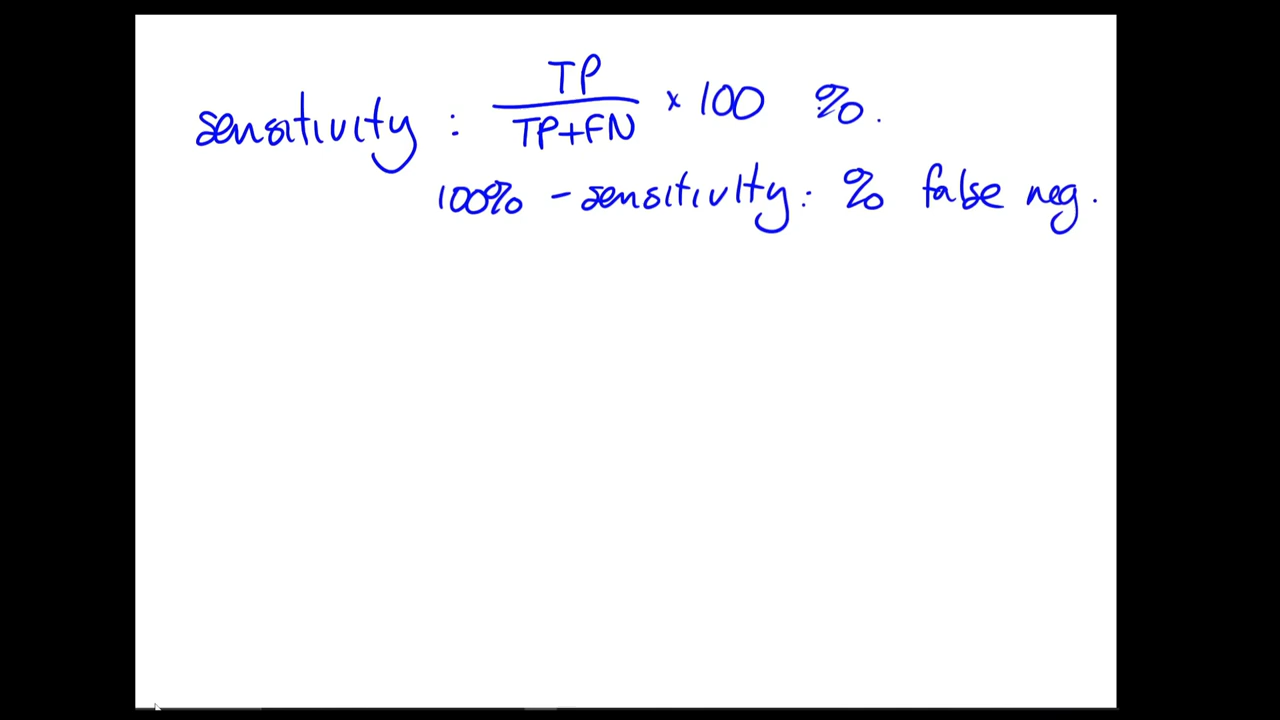 sensitivity : TP / TP+FN × 100 %.
100% - sensitivity : % false neg.